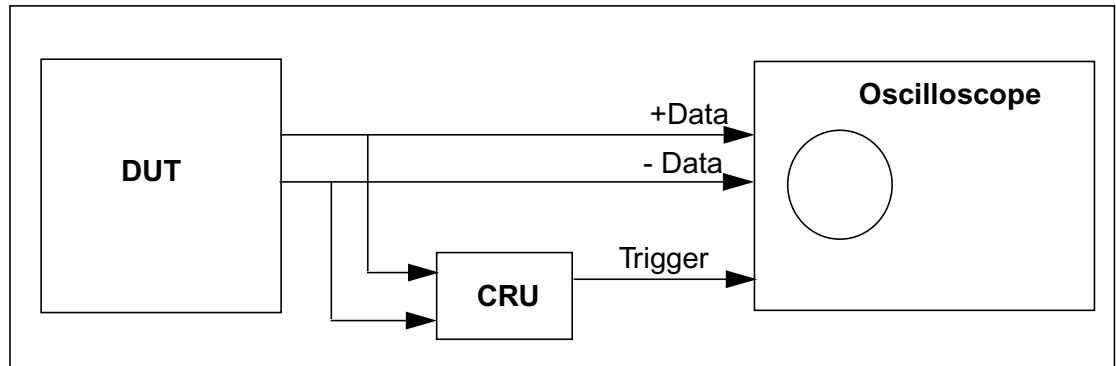 Oscilloscope
+Data
DUT
- Data
Trigger
CRU